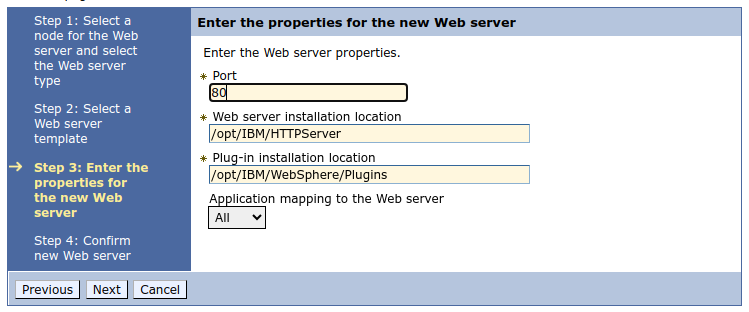 Step 1: Select a
node for the Web
server and select
the Web server
type
Step 2: Select a
Web server
template
Step 3: Enter the
properties for
the new Web
server
Step 4: Confirm
new Web server
Enter the properties for the new Web server
Enter the Web server properties.
* Port
80
* Web server installation location
/opt/IBM/HTTPServer
* Plug-in installation location
/opt/IBM/WebSphere/Plugins
Application mapping to the Web server
All
Previous Next Cancel